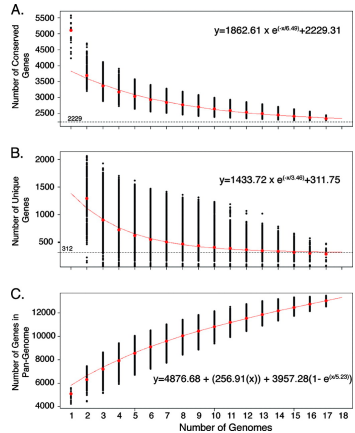 A.
y=1862.61 x e(-x/6.49)+2229.31
Number of Conserved
Genes
5500
5000
4500
4000
3500
3000
2500
2229
B.
y=1433.72 x e(-x/3.46)+311.75
Number of Unique
Genes
2000
1500
1000
500
312
C.
Number of Genes in
Pan-Genome
12000
10000
8000
6000
4000
y=4876.68 + (256.91(x)) + 3957.28(1- e(x/5.23))
1 2 3 4 5 6 7 8 9 10 11 12 13 14 15 16 17 18
Number of Genomes